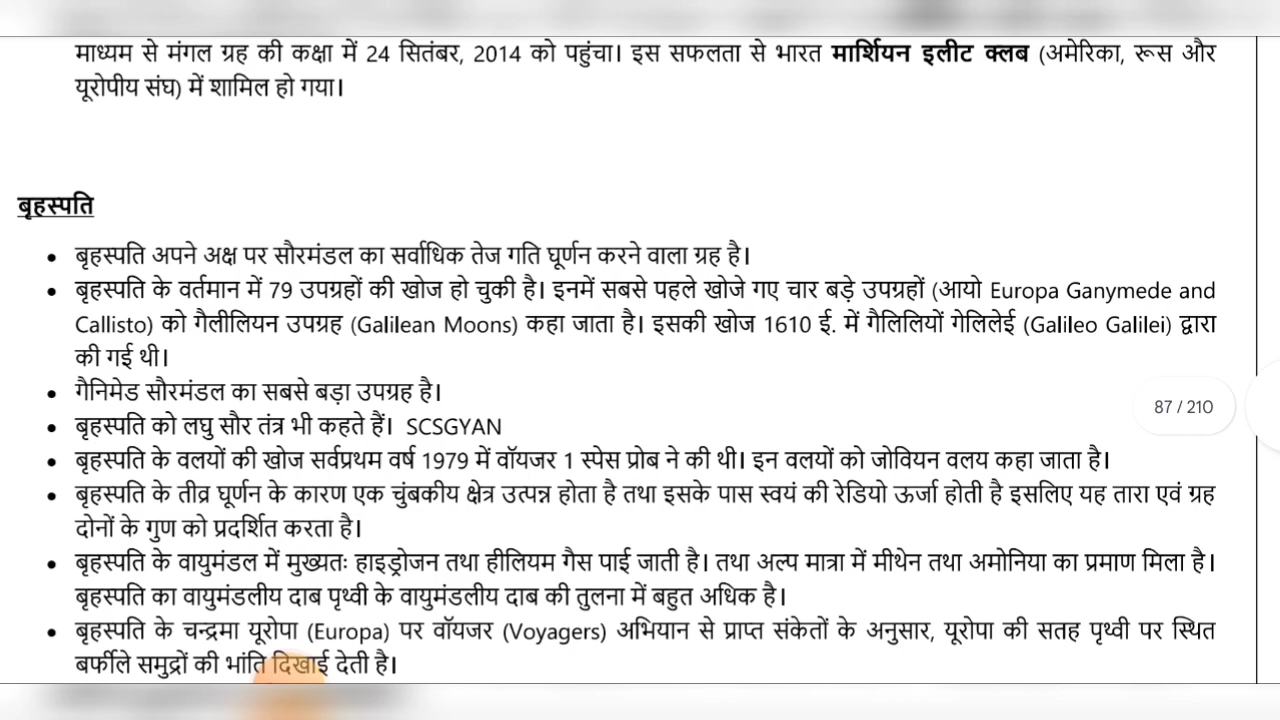 माध्यम से मंगल ग्रह की कक्षा में 24 सितंबर, 2014 को पहुंचा। इस सफलता से भारत मार्शियन इलीट क्लब (अमेरिका, रूस और
यूरोपीय संघ) में शामिल हो गया।
बृहस्पति
• बृहस्पति अपने अक्ष पर सौरमंडल का सर्वाधिक तेज गति घूर्णन करने वाला ग्रह है।
• बृहस्पति के वर्तमान में 79 उपग्रहों की खोज हो चुकी है। इनमें सबसे पहले खोजे गए चार बड़े उपग्रहों (आयो Europa Ganymede and
Callisto) को गैलीलियन उपग्रह (Galilean Moons) कहा जाता है। इसकी खोज 1610 ई. में गैलिलियों गेलिलेई (Galileo Galilei) द्वारा
की गई थी।
• गैनिमेड सौरमंडल का सबसे बड़ा उपग्रह है।
87 / 210
• बृहस्पति को लघु सौर तंत्र भी कहते हैं। SCSGYAN
• बृहस्पति के वलयों की खोज सर्वप्रथम वर्ष 1979 में वॉयजर 1 स्पेस प्रोब ने की थी। इन वलयों को जोवियन वलय कहा जाता है।
• बृहस्पति के तीव्र घूर्णन के कारण एक चुंबकीय क्षेत्र उत्पन्न होता है तथा इसके पास स्वयं की रेडियो ऊर्जा होती है इसलिए यह तारा एवं ग्रह
दोनों के गुण को प्रदर्शित करता है।
• बृहस्पति के वायुमंडल में मुख्यतः हाइड्रोजन तथा हीलियम गैस पाई जाती है। तथा अल्प मात्रा में मीथेन तथा अमोनिया का प्रमाण मिला है।
बृहस्पति का वायुमंडलीय दाब पृथ्वी के वायुमंडलीय दाब की तुलना में बहुत अधिक है।
• बृहस्पति के चन्द्रमा यूरोपा (Europa) पर वॉयजर (Voyagers) अभियान से प्राप्त संकेतों के अनुसार, यूरोपा की सतह पृथ्वी पर स्थित
बर्फीले समुद्रों की भांति दिखाई देती है।